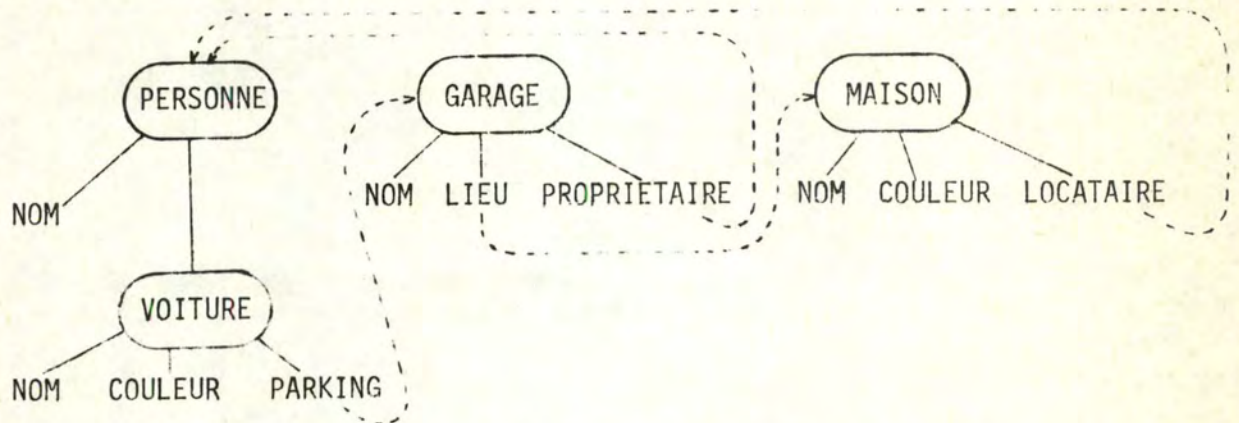 PERSONNE GARAGE MAISON
NOM NOM LIEU PROPRIETAIRE NOM COULEUR LOCATAIRE
VOITURE
NOM COULEUR PARKING